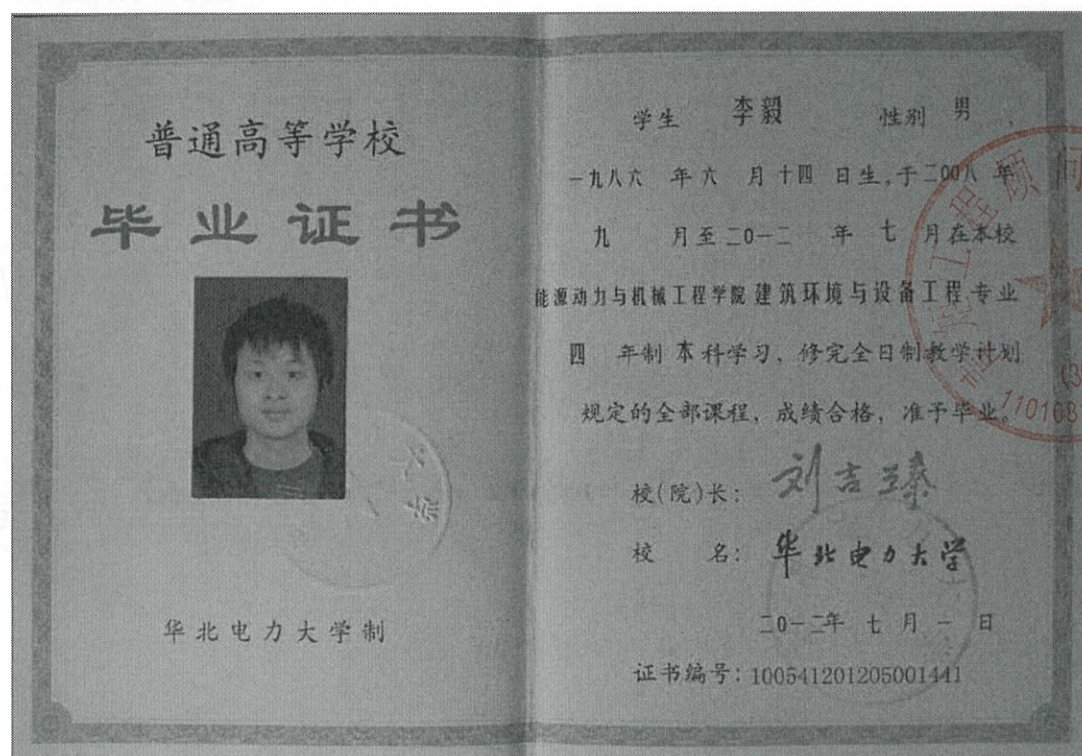 普通高等学校
毕业证书
华北电力大学制
学生 李毅 性别 男，
一九八六 年六 月十四 日生，于二00八 年
九 月至二0一二 年 七 月在本校
能源动力与机械工程学院建筑环境与设备工程专业
四 年制本科学习，修完全日制教学计划
规定的全部课程，成绩合格，准予毕业。
校(院)长：刘吉臻
校 名：华北电力大学
二0一二年 七 月 一 日
证书编号：100541201205001441
工程顾问
110108
大学